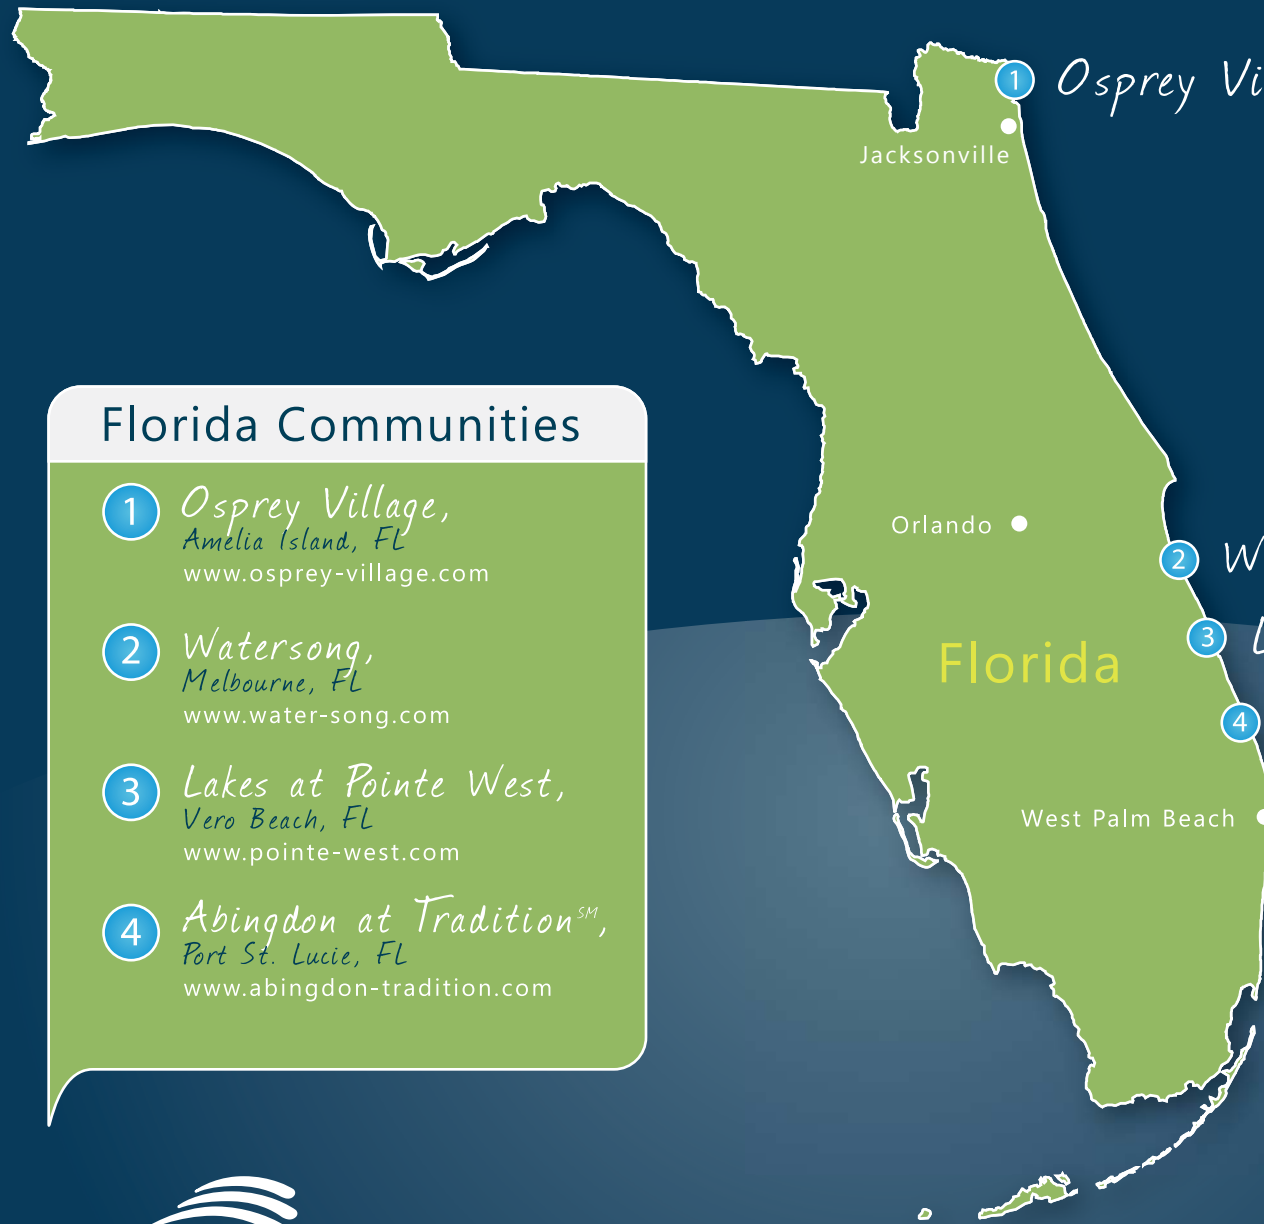 1 Osprey Vi
Jacksonville
Florida Communities
1 Osprey Village,
Amelia Island, FL
www.osprey-village.com
2 Watersong,
Melbourne, FL
www.water-song.com
3 Lakes at Pointe West,
Vero Beach, FL
www.pointe-west.com
4 Abingdon at Tradition℠,
Port St. Lucie, FL
www.abingdon-tradition.com
Orlando
2 W
3 L
Florida
4
West Palm Beach